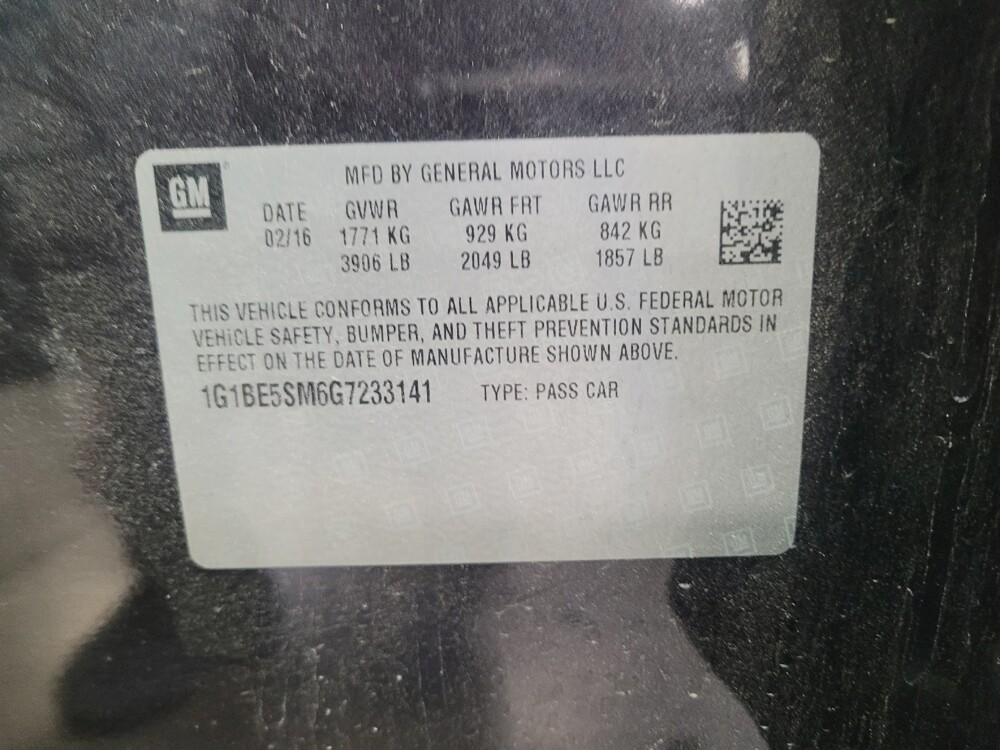 GM
MFD BY GENERAL MOTORS LLC
DATE GVWR GAWR FRT GAWR RR
02/16 1771 KG 929 KG 842 KG
3906 LB 2049 LB 1857 LB
THIS VEHICLE CONFORMS TO ALL APPLICABLE U.S. FEDERAL MOTOR
VEHICLE SAFETY, BUMPER, AND THEFT PREVENTION STANDARDS IN
EFFECT ON THE DATE OF MANUFACTURE SHOWN ABOVE.
1G1BE5SM6G7233141 TYPE: PASS CAR